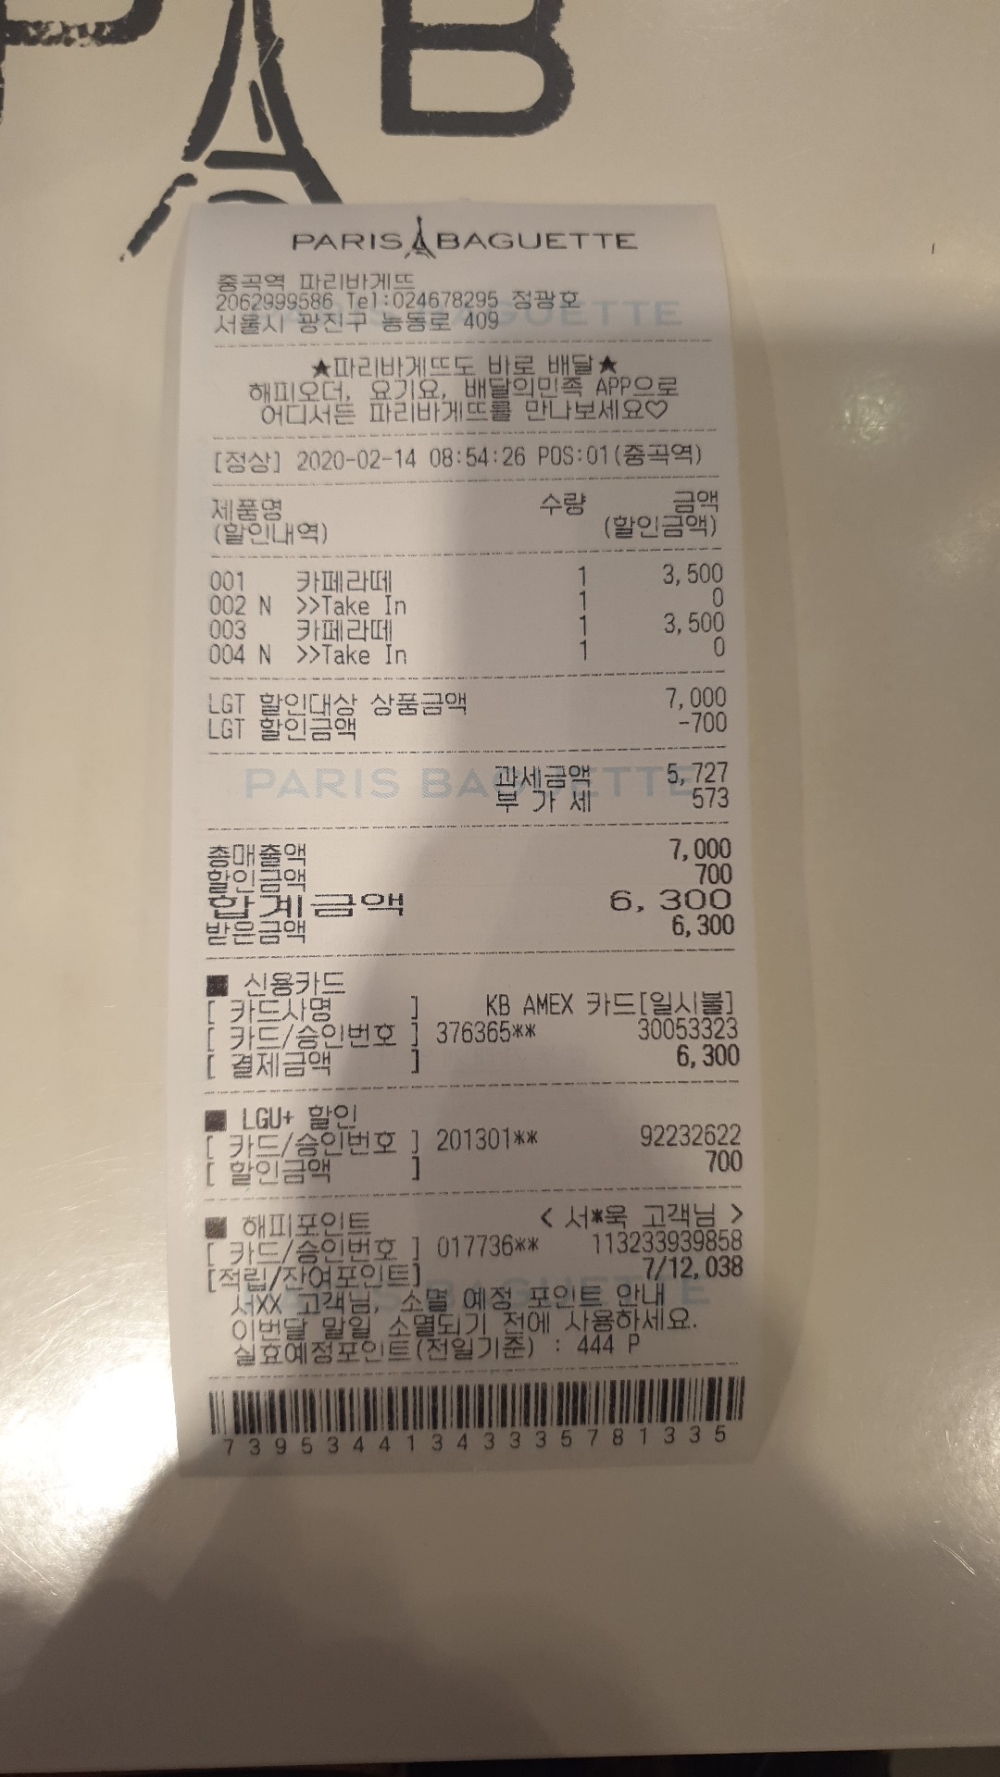 PAB
PARIS BAGUETTE
중곡역 파리바게뜨
2062999586 Tel:024678295 정광호
서울시 광진구 능동로 409
★파리바게뜨도 바로 배달★
해피오더, 요기요, 배달의민족 APP으로
어디서든 파리바게뜨를 만나보세요♡
[정상] 2020-02-14 08:54:26 POS:01(중곡역)
제품명 수량 금액
(할인내역) (할인금액)
001 카페라떼 1 3,500
002 N >>Take In 1 0
003 카페라떼 1 3,500
004 N >>Take In 1 0
LGT 할인대상 상품금액 7,000
LGT 할인금액 -700
과세금액 5,727
부 가 세 573
총매출액 7,000
할인금액 700
합계금액 6,300
받은금액 6,300
■ 신용카드
[ 카드사명 ] KB AMEX 카드[일시불]
[ 카드/승인번호 ] 376365** 30053323
[ 결제금액 ] 6,300
■ LGU+ 할인
[ 카드/승인번호 ] 201301** 92232622
[ 할인금액 ] 700
■ 해피포인트 < 서*욱 고객님 >
[ 카드/승인번호 ] 017736** 113233939858
[적립/잔여포인트] 7/12,038
서XX 고객님, 소멸 예정 포인트 안내
이번달 말일 소멸되기 전에 사용하세요.
실효예정포인트(전일기준) : 444 P
73953441343335781335